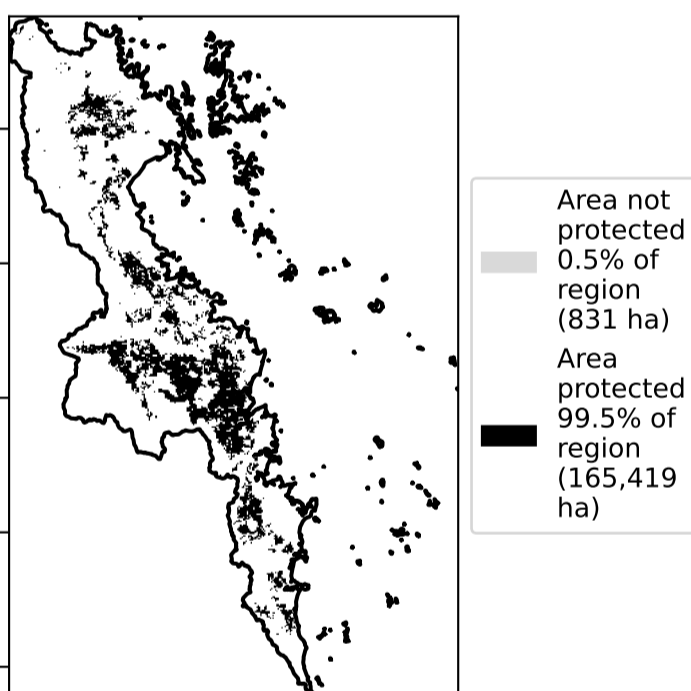 Area not
protected
0.5% of
region
(831 ha)
Area
protected
99.5% of
region
(165,419
ha)